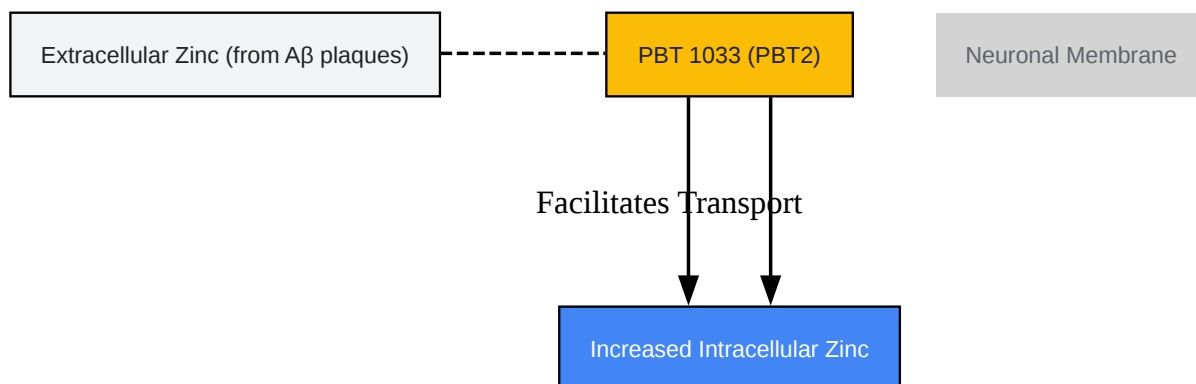 Extracellular Zinc (from Aβ plaques)
PBT 1033 (PBT2)
Neuronal Membrane
Facilitates Transport
Increased Intracellular Zinc